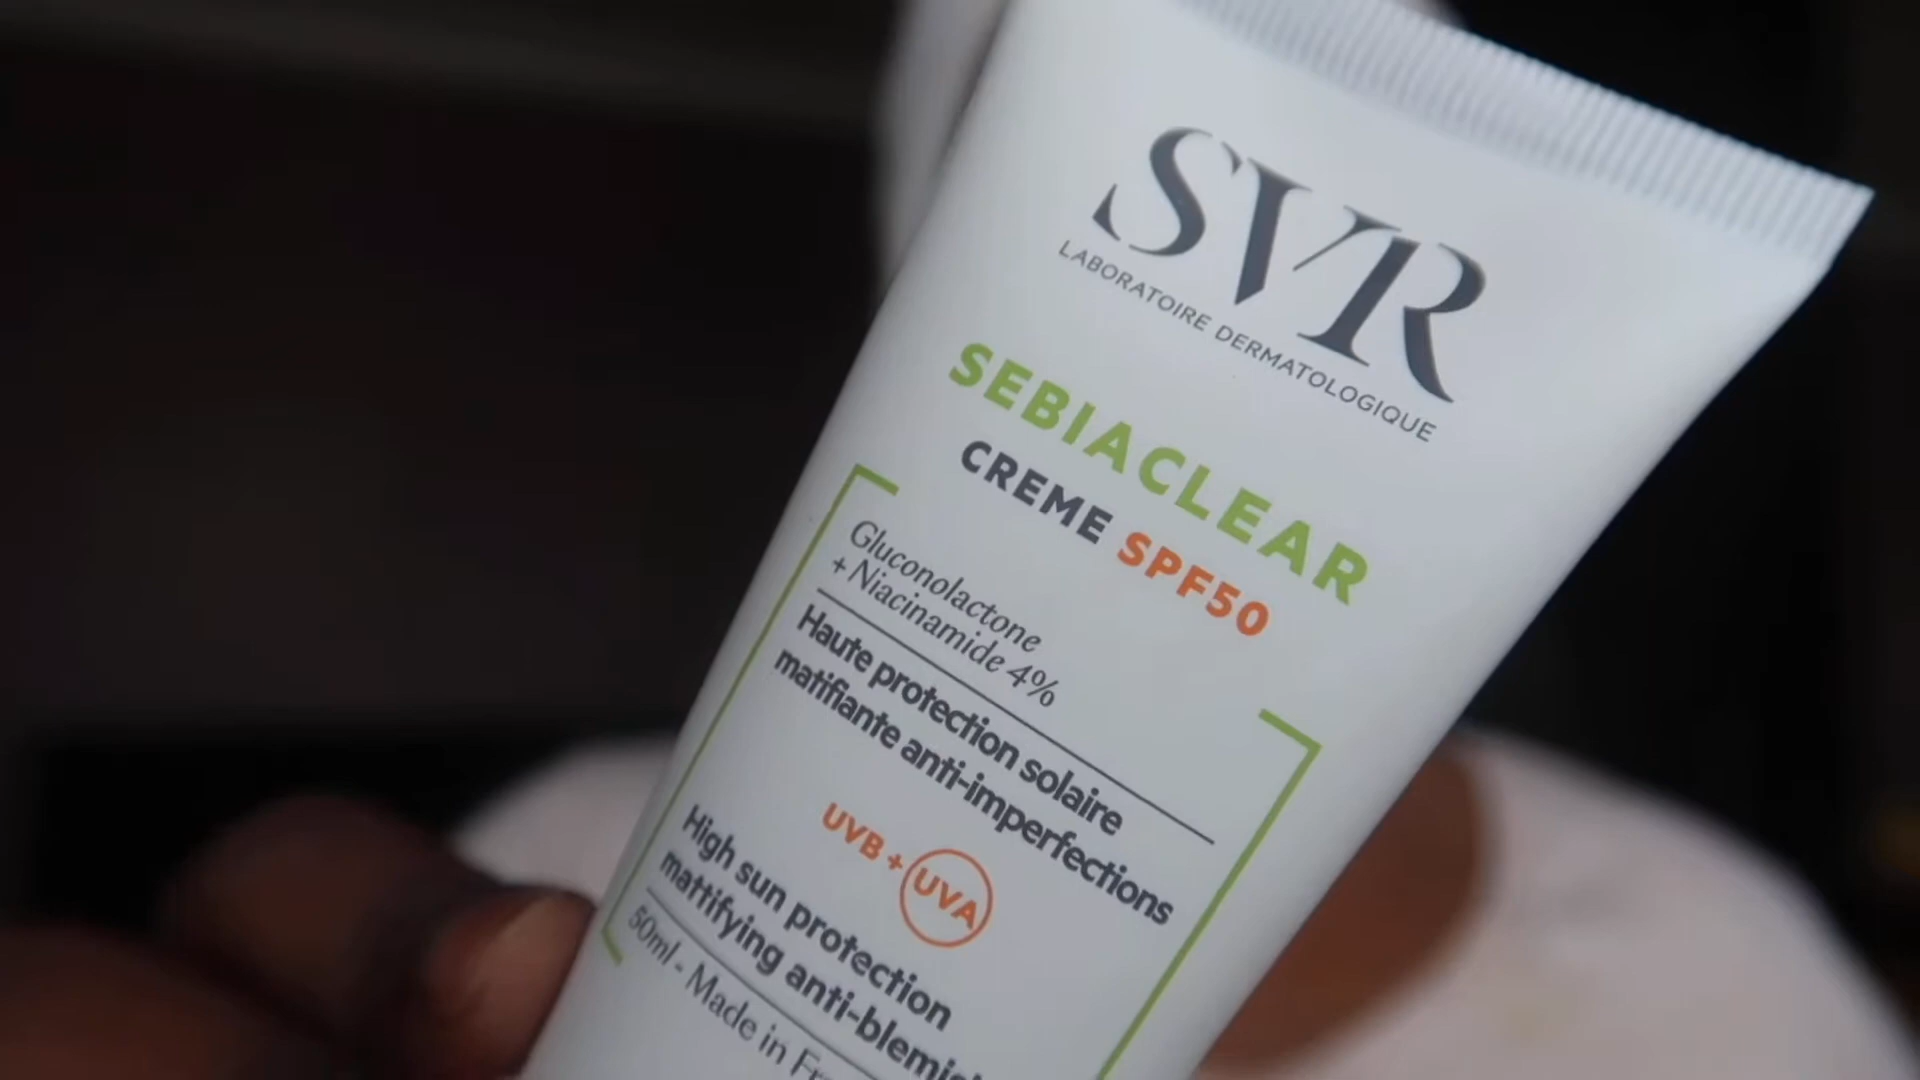 SVR
LABORATOIRE DERMATOLOGIQUE
SEBIACLEAR
CREME SPF50
Gluconolactone
+ Niacinamide 4%
Haute protection solaire
matifiante anti-imperfections
UVB + UVA
High sun protection
mattifying
50ml - Made in